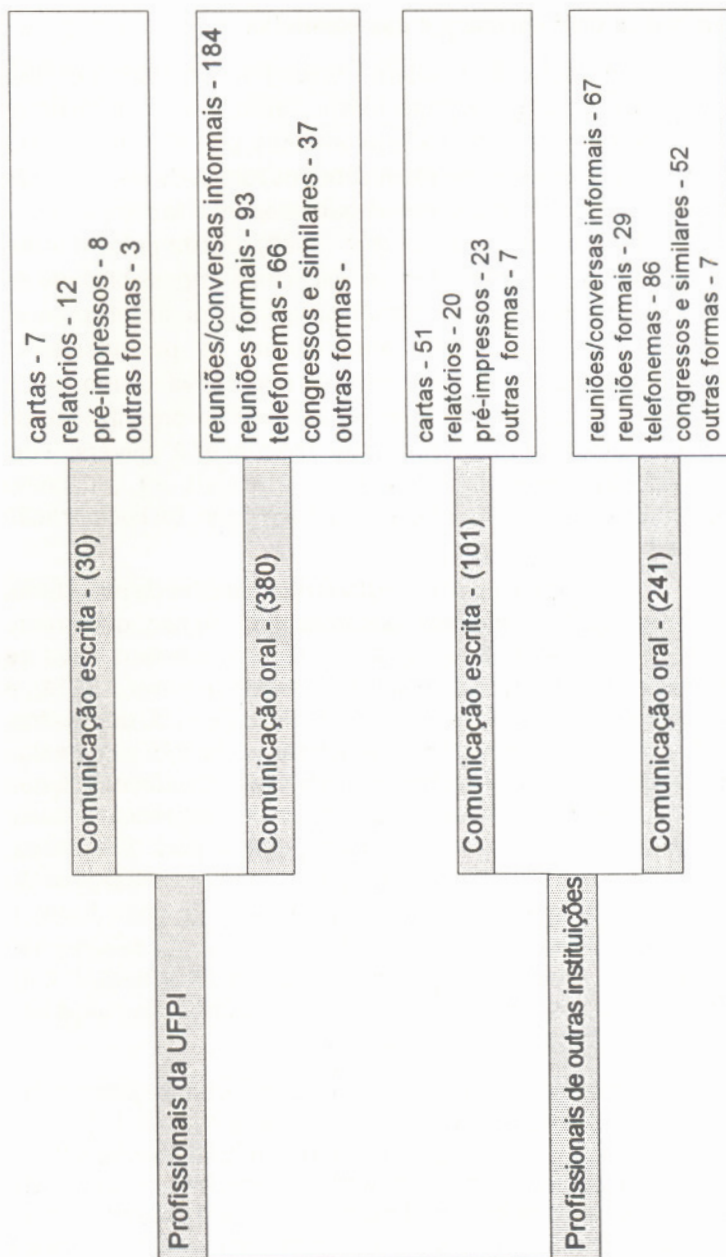 Profissionais da UFPI
Comunicação escrita - (30)
cartas - 7
relatórios - 12
pré-impressos - 8
outras formas - 3
Comunicação oral - (380)
reuniões/conversas informais - 184
reuniões formais - 93
telefonemas - 66
congressos e similares - 37
outras formas -
Profissionais de outras instituições
Comunicação escrita - (101)
cartas - 51
relatórios - 20
pré-impressos - 23
outras formas - 7
Comunicação oral - (241)
reuniões/conversas informais - 67
reuniões formais - 29
telefonemas - 86
congressos e similares - 52
outras formas - 7